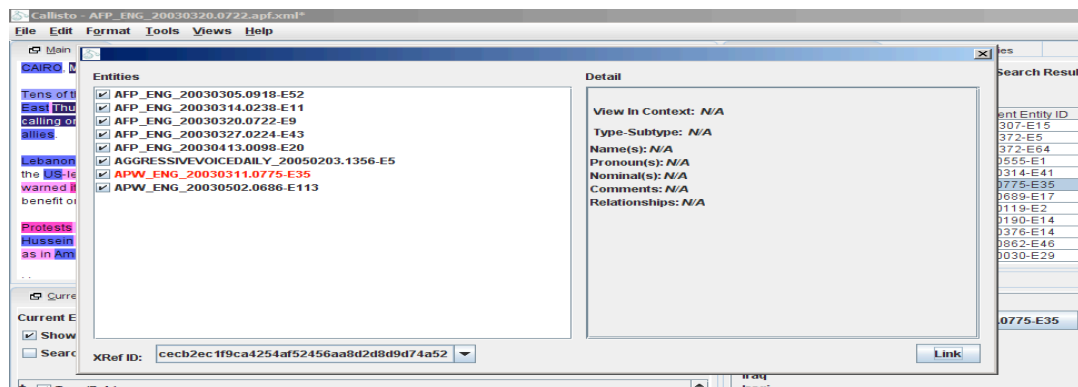 Callisto - AFP_ENG_20030320.0722.apf.xml*
File Edit Format Tools Views Help
Main
CAIRO,
Tens of
East Thu
calling on
allies.
Lebanon
the US-le
warned
benefit
Protests
Hussein
as in Am
Curre
Current E
Show
Searc
Entities
AFP_ENG_20030305.0918-E52
AFP_ENG_20030314.0238-E11
AFP_ENG_20030320.0722-E9
AFP_ENG_20030327.0224-E43
AFP_ENG_20030413.0098-E20
AGGRESSIVEVOICEDAILY_20050203.1356-E5
APW_ENG_20030311.0775-E35
APW_ENG_20030502.0686-E113
XRef ID: cecb2ec1f9ca4254af52456aa8d2d8d9d74a52
Detail
View In Context: N/A
Type-Subtype: N/A
Name(s): N/A
Pronoun(s): N/A
Nominal(s): N/A
Comments: N/A
Relationships: N/A
Link
ies
Search Resul
ent Entity ID
307-E15
372-E5
372-E64
0555-E1
0314-E41
0775-E35
0689-E17
0119-E2
0190-E14
0376-E14
0862-E46
0030-E29
.0775-E35
Iraq